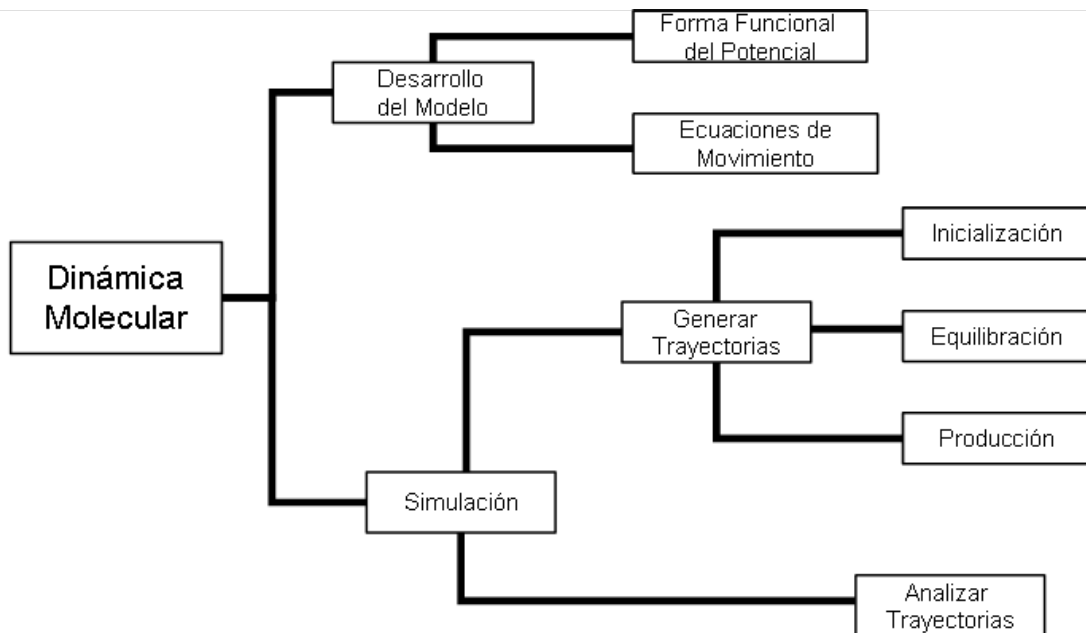 Forma Funcional
del Potencial
Desarrollo
del Modelo
Ecuaciones de
Movimiento
Inicialización
Dinámica
Molecular
Generar
Trayectorias
Equilibración
Producción
Simulación
Analizar
Trayectorias